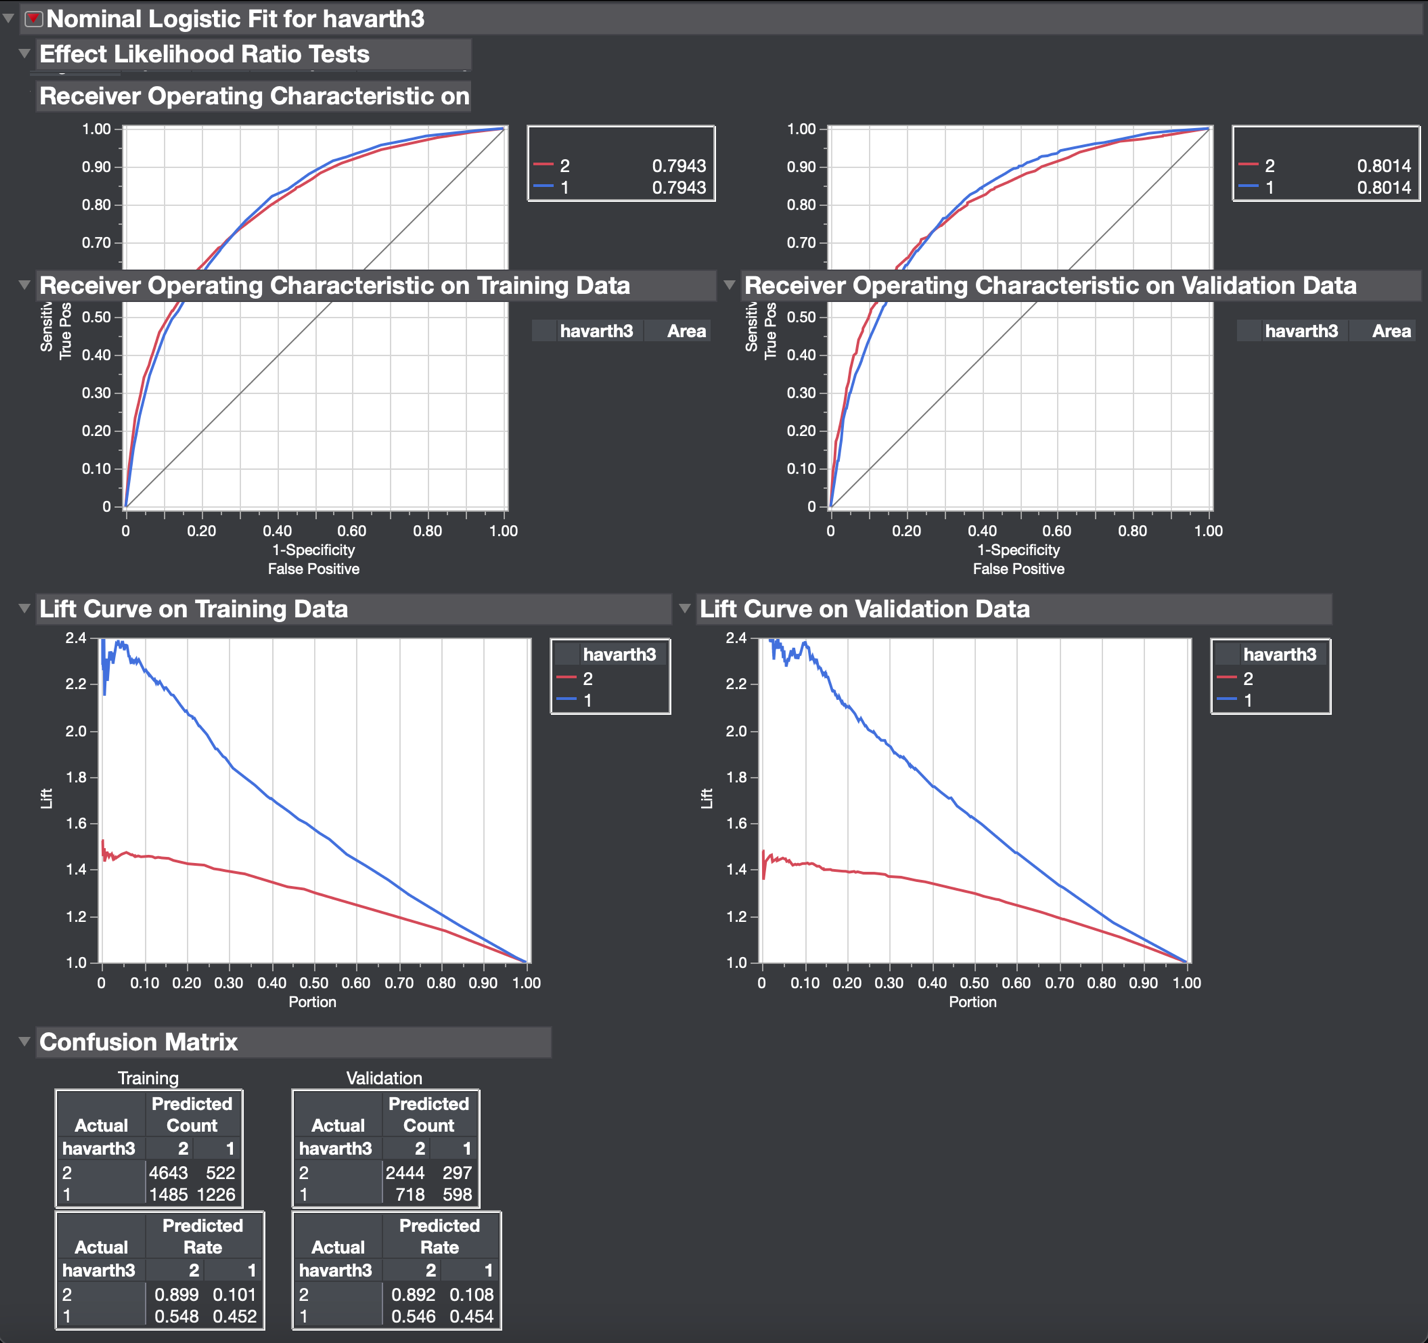 Nominal Logistic Fit for havarth3
Effect Likelihood Ratio Tests
Receiver Operating Characteristic on
1.00
0.90
0.80
0.70
2 0.7943
1 0.7943
1.00
0.90
0.80
0.70
2 0.8014
1 0.8014
Receiver Operating Characteristic on Training Data
Receiver Operating Characteristic on Validation Data
0.50
0.40
0.30
0.20
0.10
0
True Pos
havarth3 Area
0 0.20 0.40 0.60 0.80 1.00
1-Specificity
False Positive
0.50
0.40
0.30
0.20
0.10
0
True Pos
havarth3 Area
0 0.20 0.40 0.60 0.80 1.00
1-Specificity
False Positive
Lift Curve on Training Data
2.4
2.2
2.0
1.8
1.6
1.4
1.2
1.0
Lift
havarth3
2
1
0 0.10 0.20 0.30 0.40 0.50 0.60 0.70 0.80 0.90 1.00
Portion
Lift Curve on Validation Data
2.4
2.2
2.0
1.8
1.6
1.4
1.2
1.0
Lift
havarth3
2
1
0 0.10 0.20 0.30 0.40 0.50 0.60 0.70 0.80 0.90 1.00
Portion
Confusion Matrix
Training
Predicted
Actual Count
havarth3 2 1
2 4643 522
1 1485 1226
Predicted
Actual Rate
havarth3 2 1
2 0.899 0.101
1 0.548 0.452
Validation
Predicted
Actual Count
havarth3 2 1
2 2444 297
1 718 598
Predicted
Actual Rate
havarth3 2 1
2 0.892 0.108
1 0.546 0.454